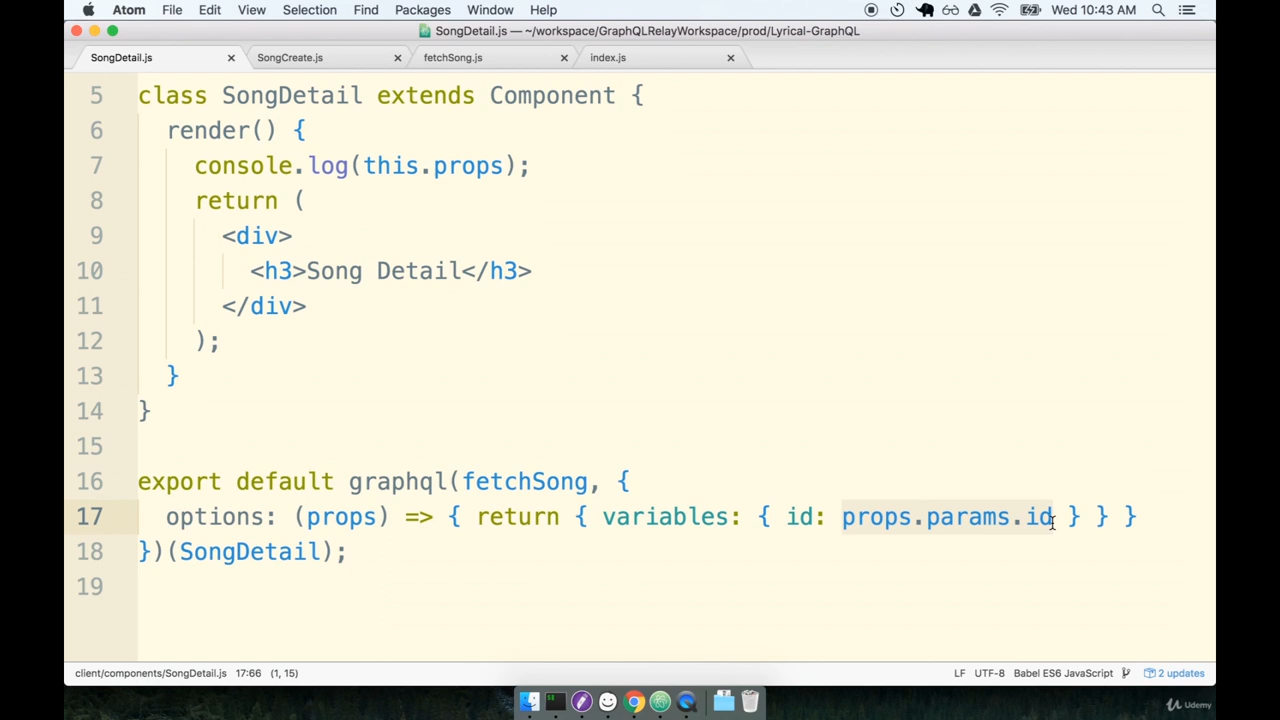 Atom File Edit View Selection Find Packages Window Help Wed 10:43 AM
SongDetail.js — ~/workspace/GraphQLRelayWorkspace/prod/Lyrical-GraphQL
SongDetail.js SongCreate.js fetchSong.js index.js
5 class SongDetail extends Component {
6 render() {
7 console.log(this.props);
8 return (
9 <div>
10 <h3>Song Detail</h3>
11 </div>
12 );
13 }
14 }
15
16 export default graphql(fetchSong, {
17 options: (props) => { return { variables: { id: props.params.id } } }
18 })(SongDetail);
19
client/components/SongDetail.js 17:66 (1, 15) LF UTF-8 Babel ES6 JavaScript 2 updates
Udemy